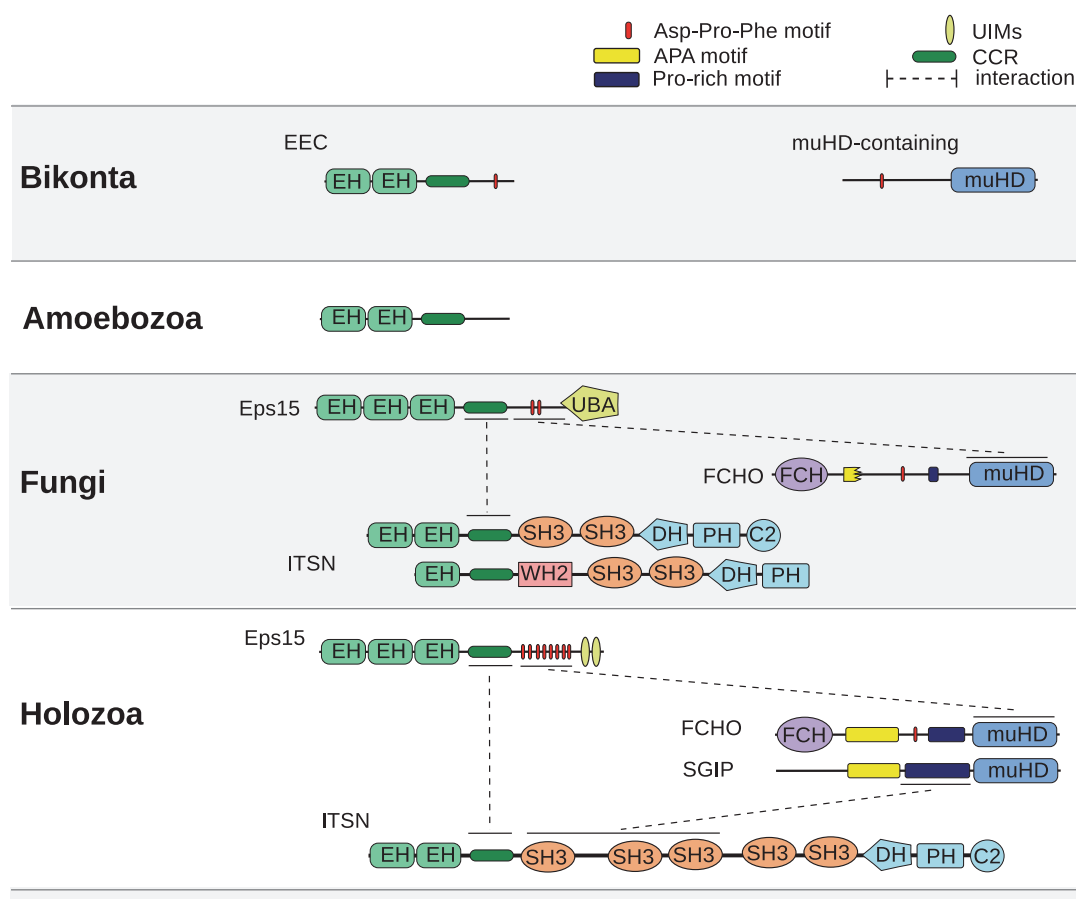 Asp-Pro-Phe motif UIMs
APA motif CCR
Pro-rich motif interaction
EEC muHD-containing
Bikonta
EH EH muHD
Amoebozoa
EH EH
Eps15 EH EH EH UBA
Fungi
FCHO FCH muHD
EH EH SH3 SH3 DH PH C2
ITSN
EH WH2 SH3 SH3 DH PH
Eps15
EH EH EH
Holozoa
FCHO FCH muHD
SGIP muHD
ITSN
EH EH SH3 SH3 SH3 SH3 SH3 DH PH C2